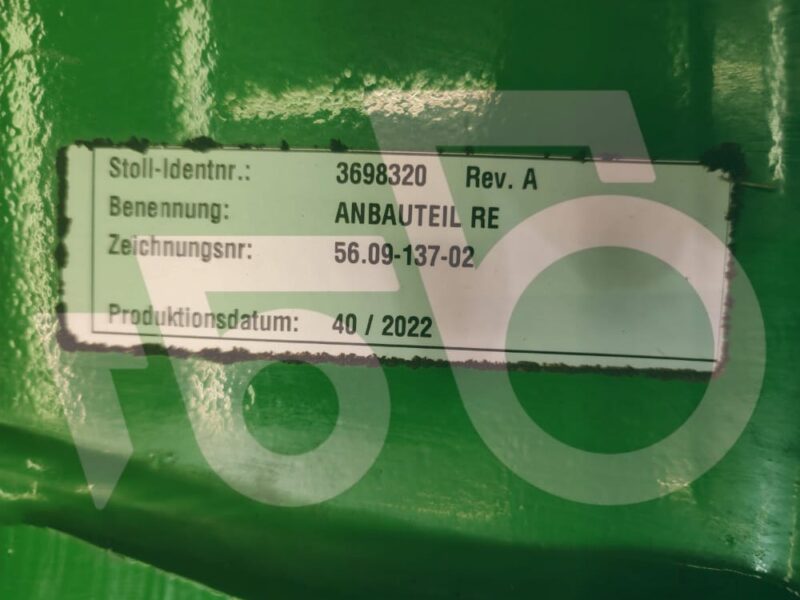 Stoll-Identnr.: 3698320 Rev. A
Benennung: ANBAUTEIL RE
Zeichnungsnr: 56.09-137-02
Produktionsdatum: 40 / 2022